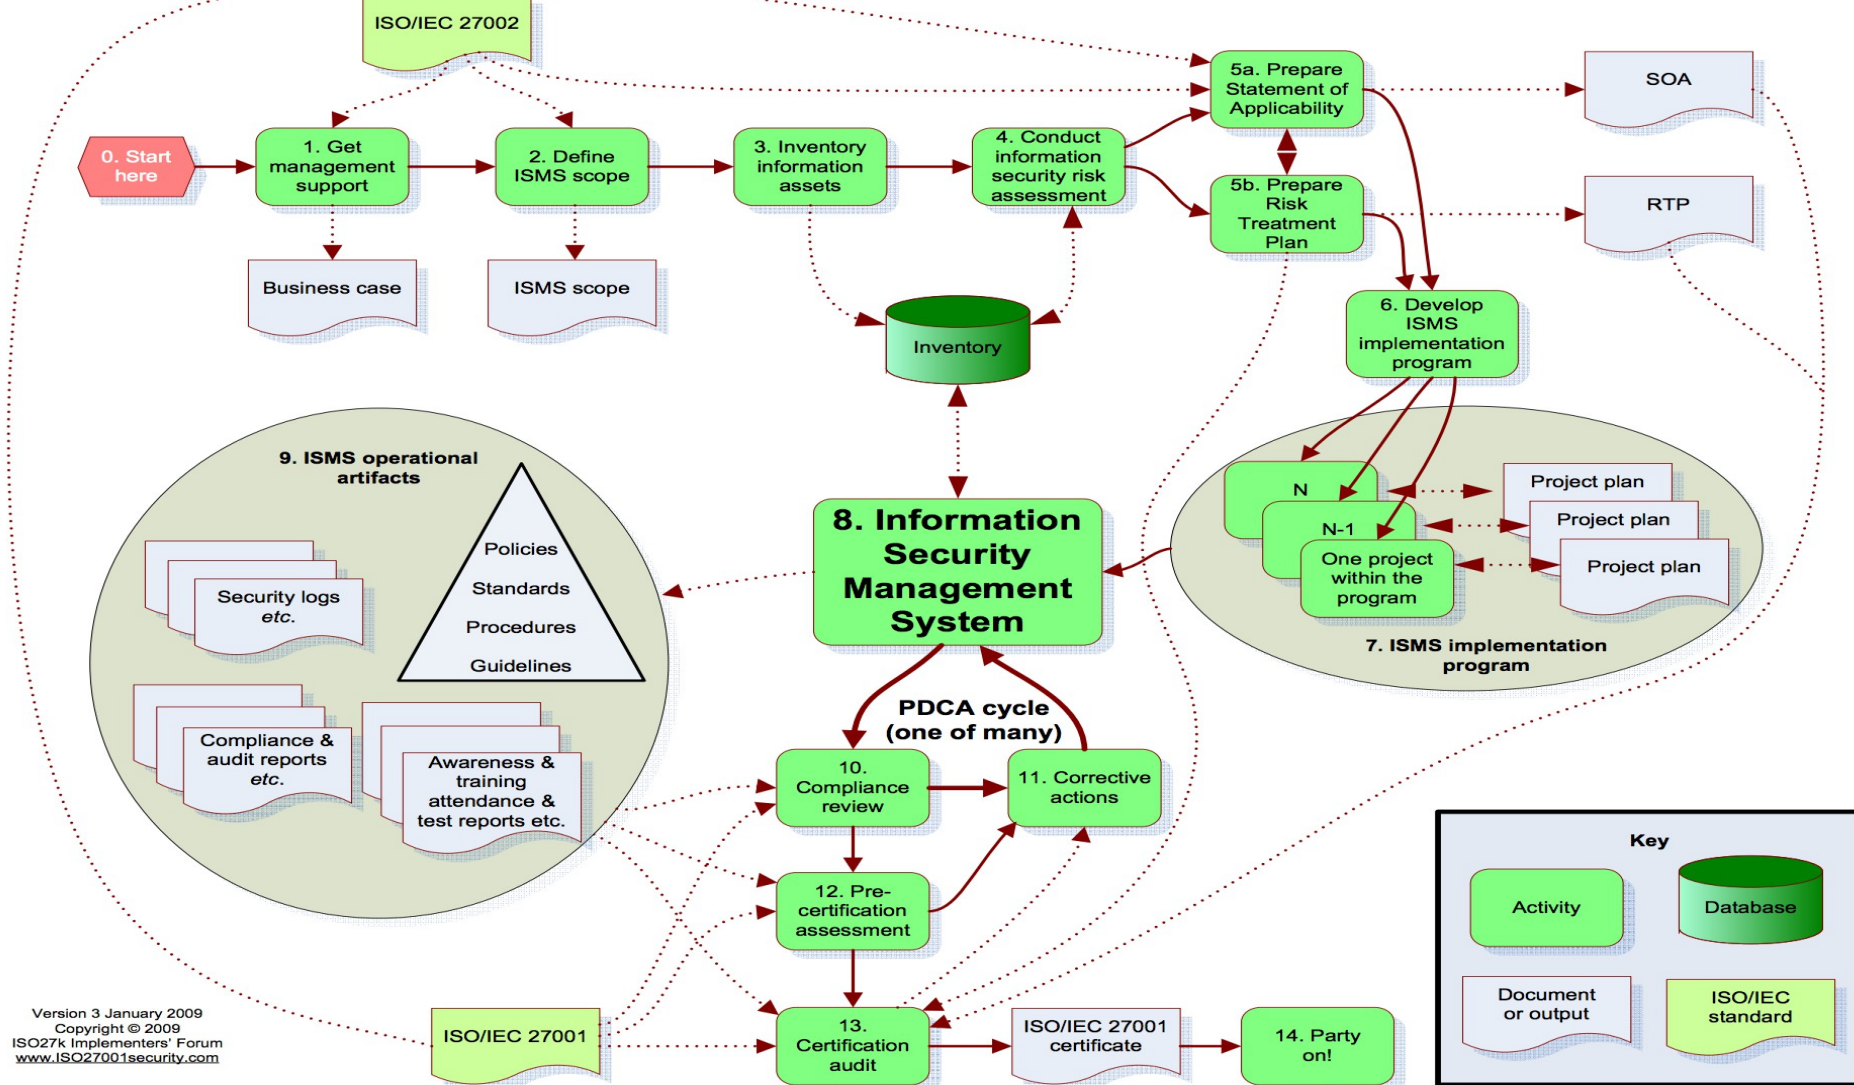 ISO/IEC 27002
0. Start
here
1. Get
management
support
2. Define
ISMS scope
3. Inventory
information
assets
4. Conduct
information
security risk
assessment
5a. Prepare
Statement of
Applicability
SOA
5b. Prepare
Risk
Treatment
Plan
RTP
Business case
ISMS scope
Inventory
6. Develop
ISMS
implementation
program
9. ISMS operational
artifacts
Policies
Standards
Procedures
Guidelines
Security logs
etc.
Compliance &
audit reports
etc.
Awareness &
training
attendance &
test reports etc.
8. Information
Security
Management
System
N
N-1
One project
within the
program
Project plan
Project plan
Project plan
7. ISMS implementation
program
PDCA cycle
(one of many)
10.
Compliance
review
11. Corrective
actions
12. Pre-
certification
assessment
13.
Certification
audit
ISO/IEC 27001
ISO/IEC 27001
certificate
14. Party
on!
Key
Activity
Database
Document
or output
ISO/IEC
standard
Version 3 January 2009
Copyright © 2009
ISO27k Implementers' Forum
www.ISO27001security.com